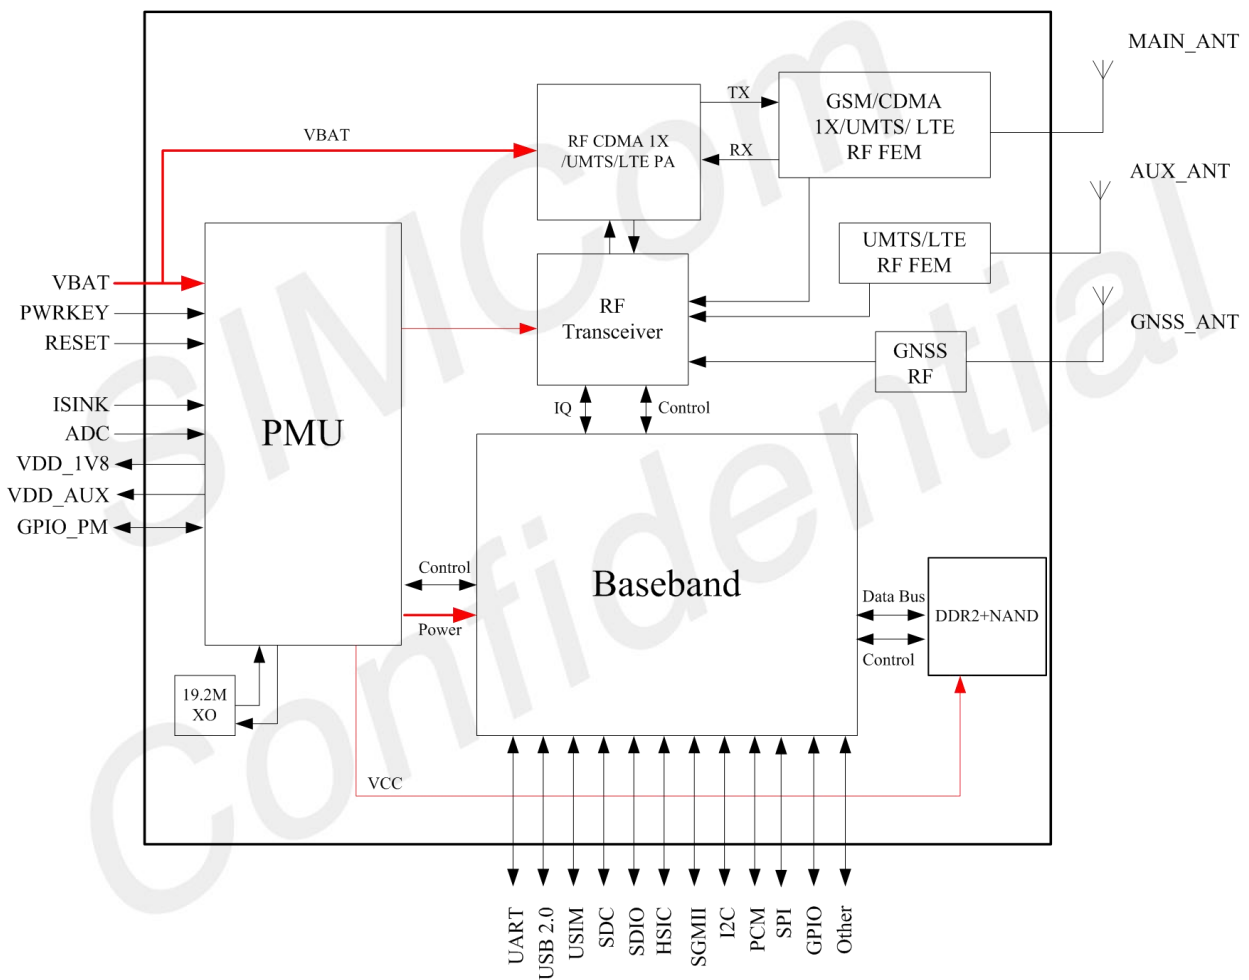 MAIN_ANT
TX
GSM/CDMA
1X/UMTS/ LTE
RF FEM
VBAT
RF CDMA 1X
/UMTS/LTE PA
RX
AUX_ANT
UMTS/LTE
RF FEM
VBAT
PWRKEY
RESET
RF
Transceiver
GNSS_ANT
GNSS
RF
ISINK
ADC
VDD_1V8
VDD_AUX
GPIO_PM
PMU
IQ
Control
Baseband
Control
Power
Data Bus
Control
DDR2+NAND
19.2M
XO
VCC
UART
USB 2.0
USIM
SDC
SDIO
HSIC
SGMII
I2C
PCM
SPI
GPIO
Other
SIMCom
Confidential